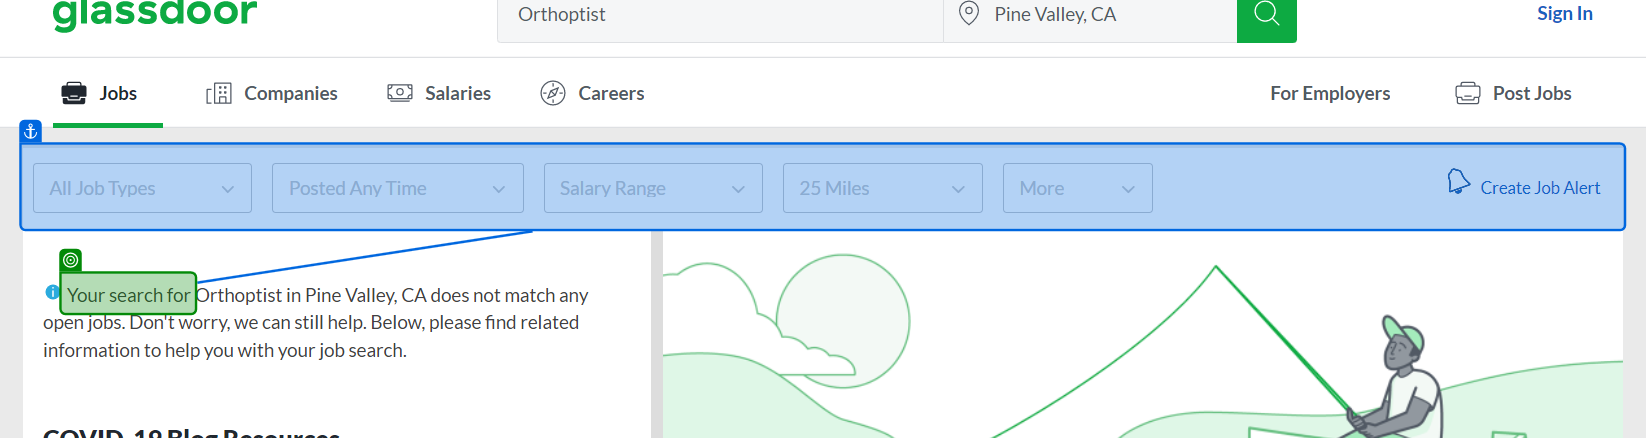 glassdoor
Orthoptist
Pine Valley, CA
Sign In
Jobs
Companies
Salaries
Careers
For Employers
Post Jobs
All Job Types
Posted Any Time
Salary Range
25 Miles
More
Create Job Alert
Your search for Orthoptist in Pine Valley, CA does not match any
open jobs. Don't worry, we can still help. Below, please find related
information to help you with your job search.
COVID-19 Blog Resources